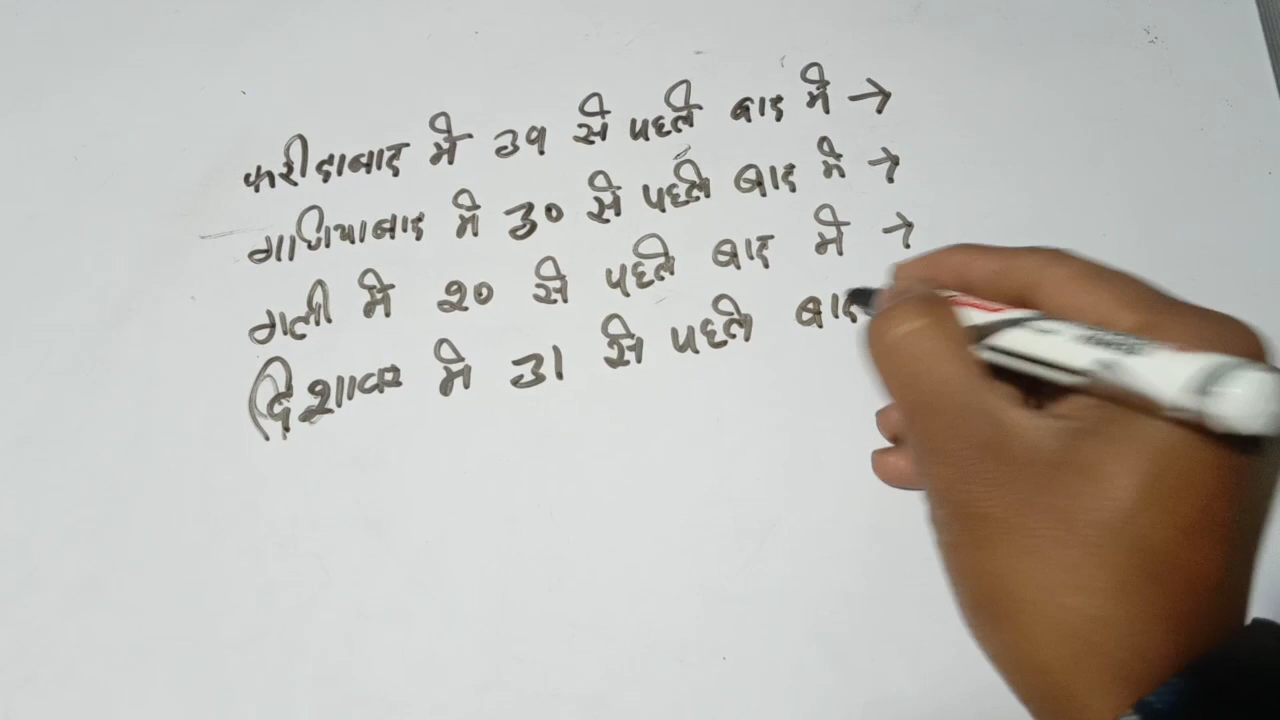 फरीदाबाद में 39 से पहले बाद में →
गाजियाबाद में 30 से पहले बाद में →
गली में 20 से पहले बाद में →
दिशावर में 31 से पहले बाद